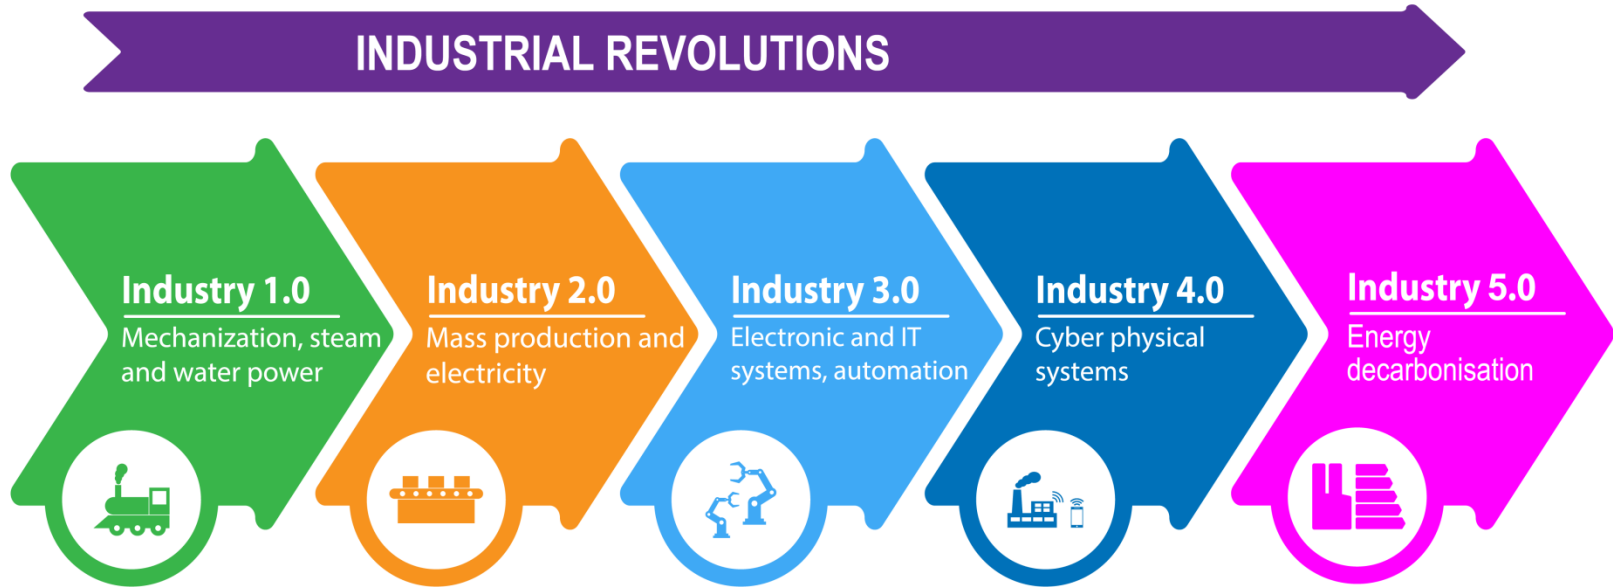 INDUSTRIAL REVOLUTIONS
Industry 1.0
Mechanization, steam
and water power
Industry 2.0
Mass production and
electricity
Industry 3.0
Electronic and IT
systems, automation
Industry 4.0
Cyber physical
systems
Industry 5.0
Energy
decarbonisation